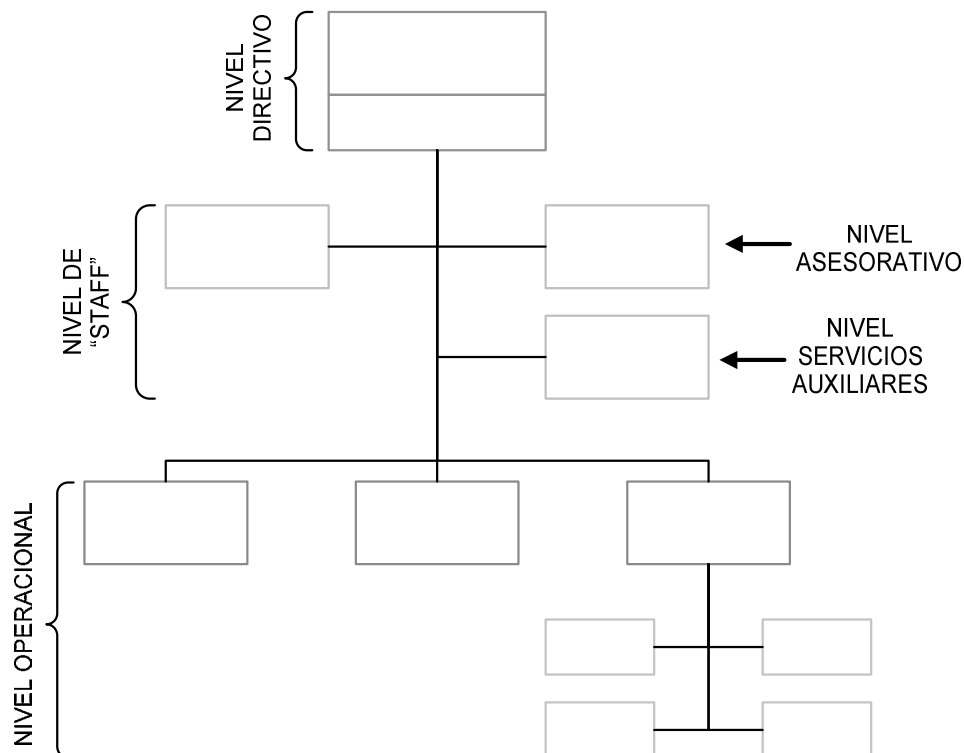 NIVEL
DIRECTIVO
NIVEL DE
“STAFF”
NIVEL
ASESORATIVO
NIVEL
SERVICIOS
AUXILIARES
NIVEL OPERACIONAL